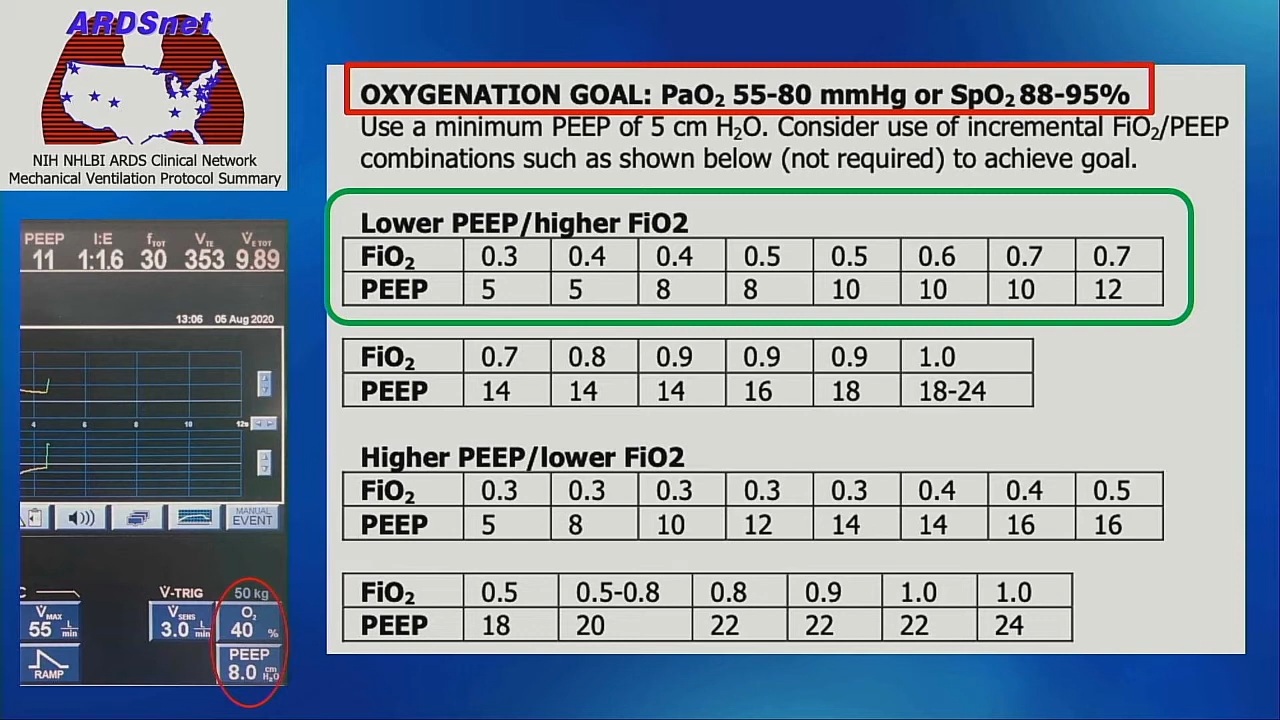 ARDSnet
NIH NHLBI ARDS Clinical Network
Mechanical Ventilation Protocol Summary
OXYGENATION GOAL: PaO₂ 55-80 mmHg or SpO₂ 88-95%
Use a minimum PEEP of 5 cm H₂O. Consider use of incremental FiO₂/PEEP
combinations such as shown below (not required) to achieve goal.
Lower PEEP/higher FiO2
FiO₂ 0.3 0.4 0.4 0.5 0.5 0.6 0.7 0.7
PEEP 5 5 8 8 10 10 10 12
FiO₂ 0.7 0.8 0.9 0.9 0.9 1.0
PEEP 14 14 14 16 18 18-24
Higher PEEP/lower FiO2
FiO₂ 0.3 0.3 0.3 0.3 0.3 0.4 0.4 0.5
PEEP 5 8 10 12 14 14 16 16
FiO₂ 0.5 0.5-0.8 0.8 0.9 1.0 1.0
PEEP 18 20 22 22 22 24
PEEP I:E fTOT VTE V̇E TOT
11 1:1.6 30 353 9.89
13:06 05 Aug 2020
4 6 8 10 12s
MANUAL
EVENT
C
V̇-TRIG 50 kg
V̇MAX V̇SENS O₂
55 L/min 3.0 L/min 40 %
RAMP PEEP
8.0 cm H₂O